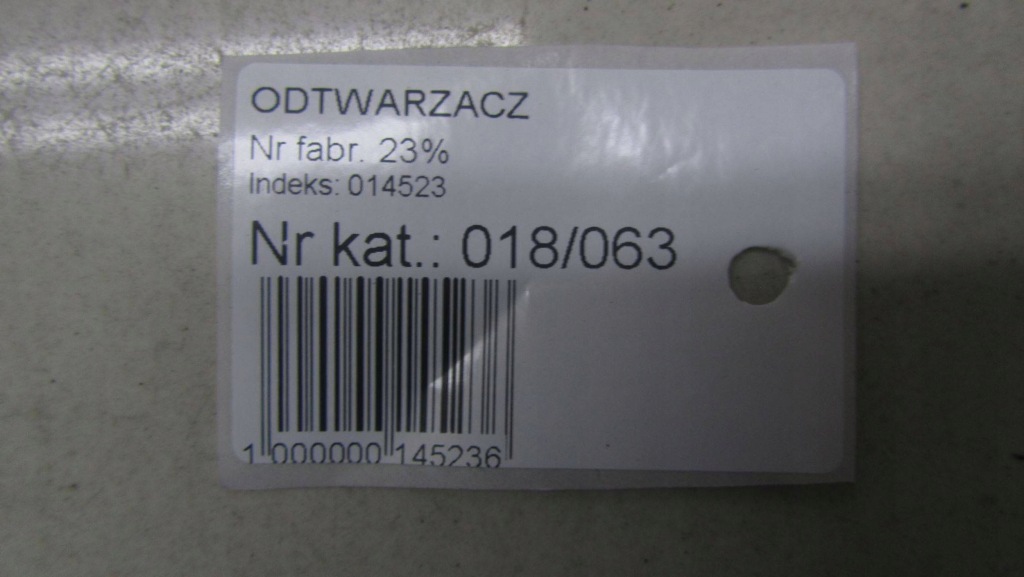 ODTWARZACZ
Nr fabr. 23%
Indeks: 014523
Nr kat.: 018/063
1 000000 145236